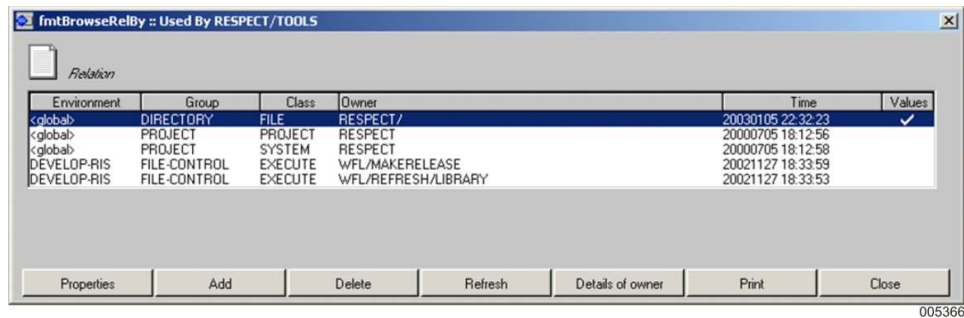 fmtBrowseRelBy :: Used By RESPECT/TOOLS
Relation
Environment Group Class Owner Time Values
<global> DIRECTORY FILE RESPECT/ 20030105 22:32:23
<global> PROJECT PROJECT RESPECT 20000705 18:12:56
<global> PROJECT SYSTEM RESPECT 20000705 18:12:58
DEVELOP-RIS FILE-CONTROL EXECUTE WFL/MAKERELEASE 20021127 18:33:59
DEVELOP-RIS FILE-CONTROL EXECUTE WFL/REFRESH/LIBRARY 20021127 18:33:53
Properties Add Delete Refresh Details of owner Print Close
005366